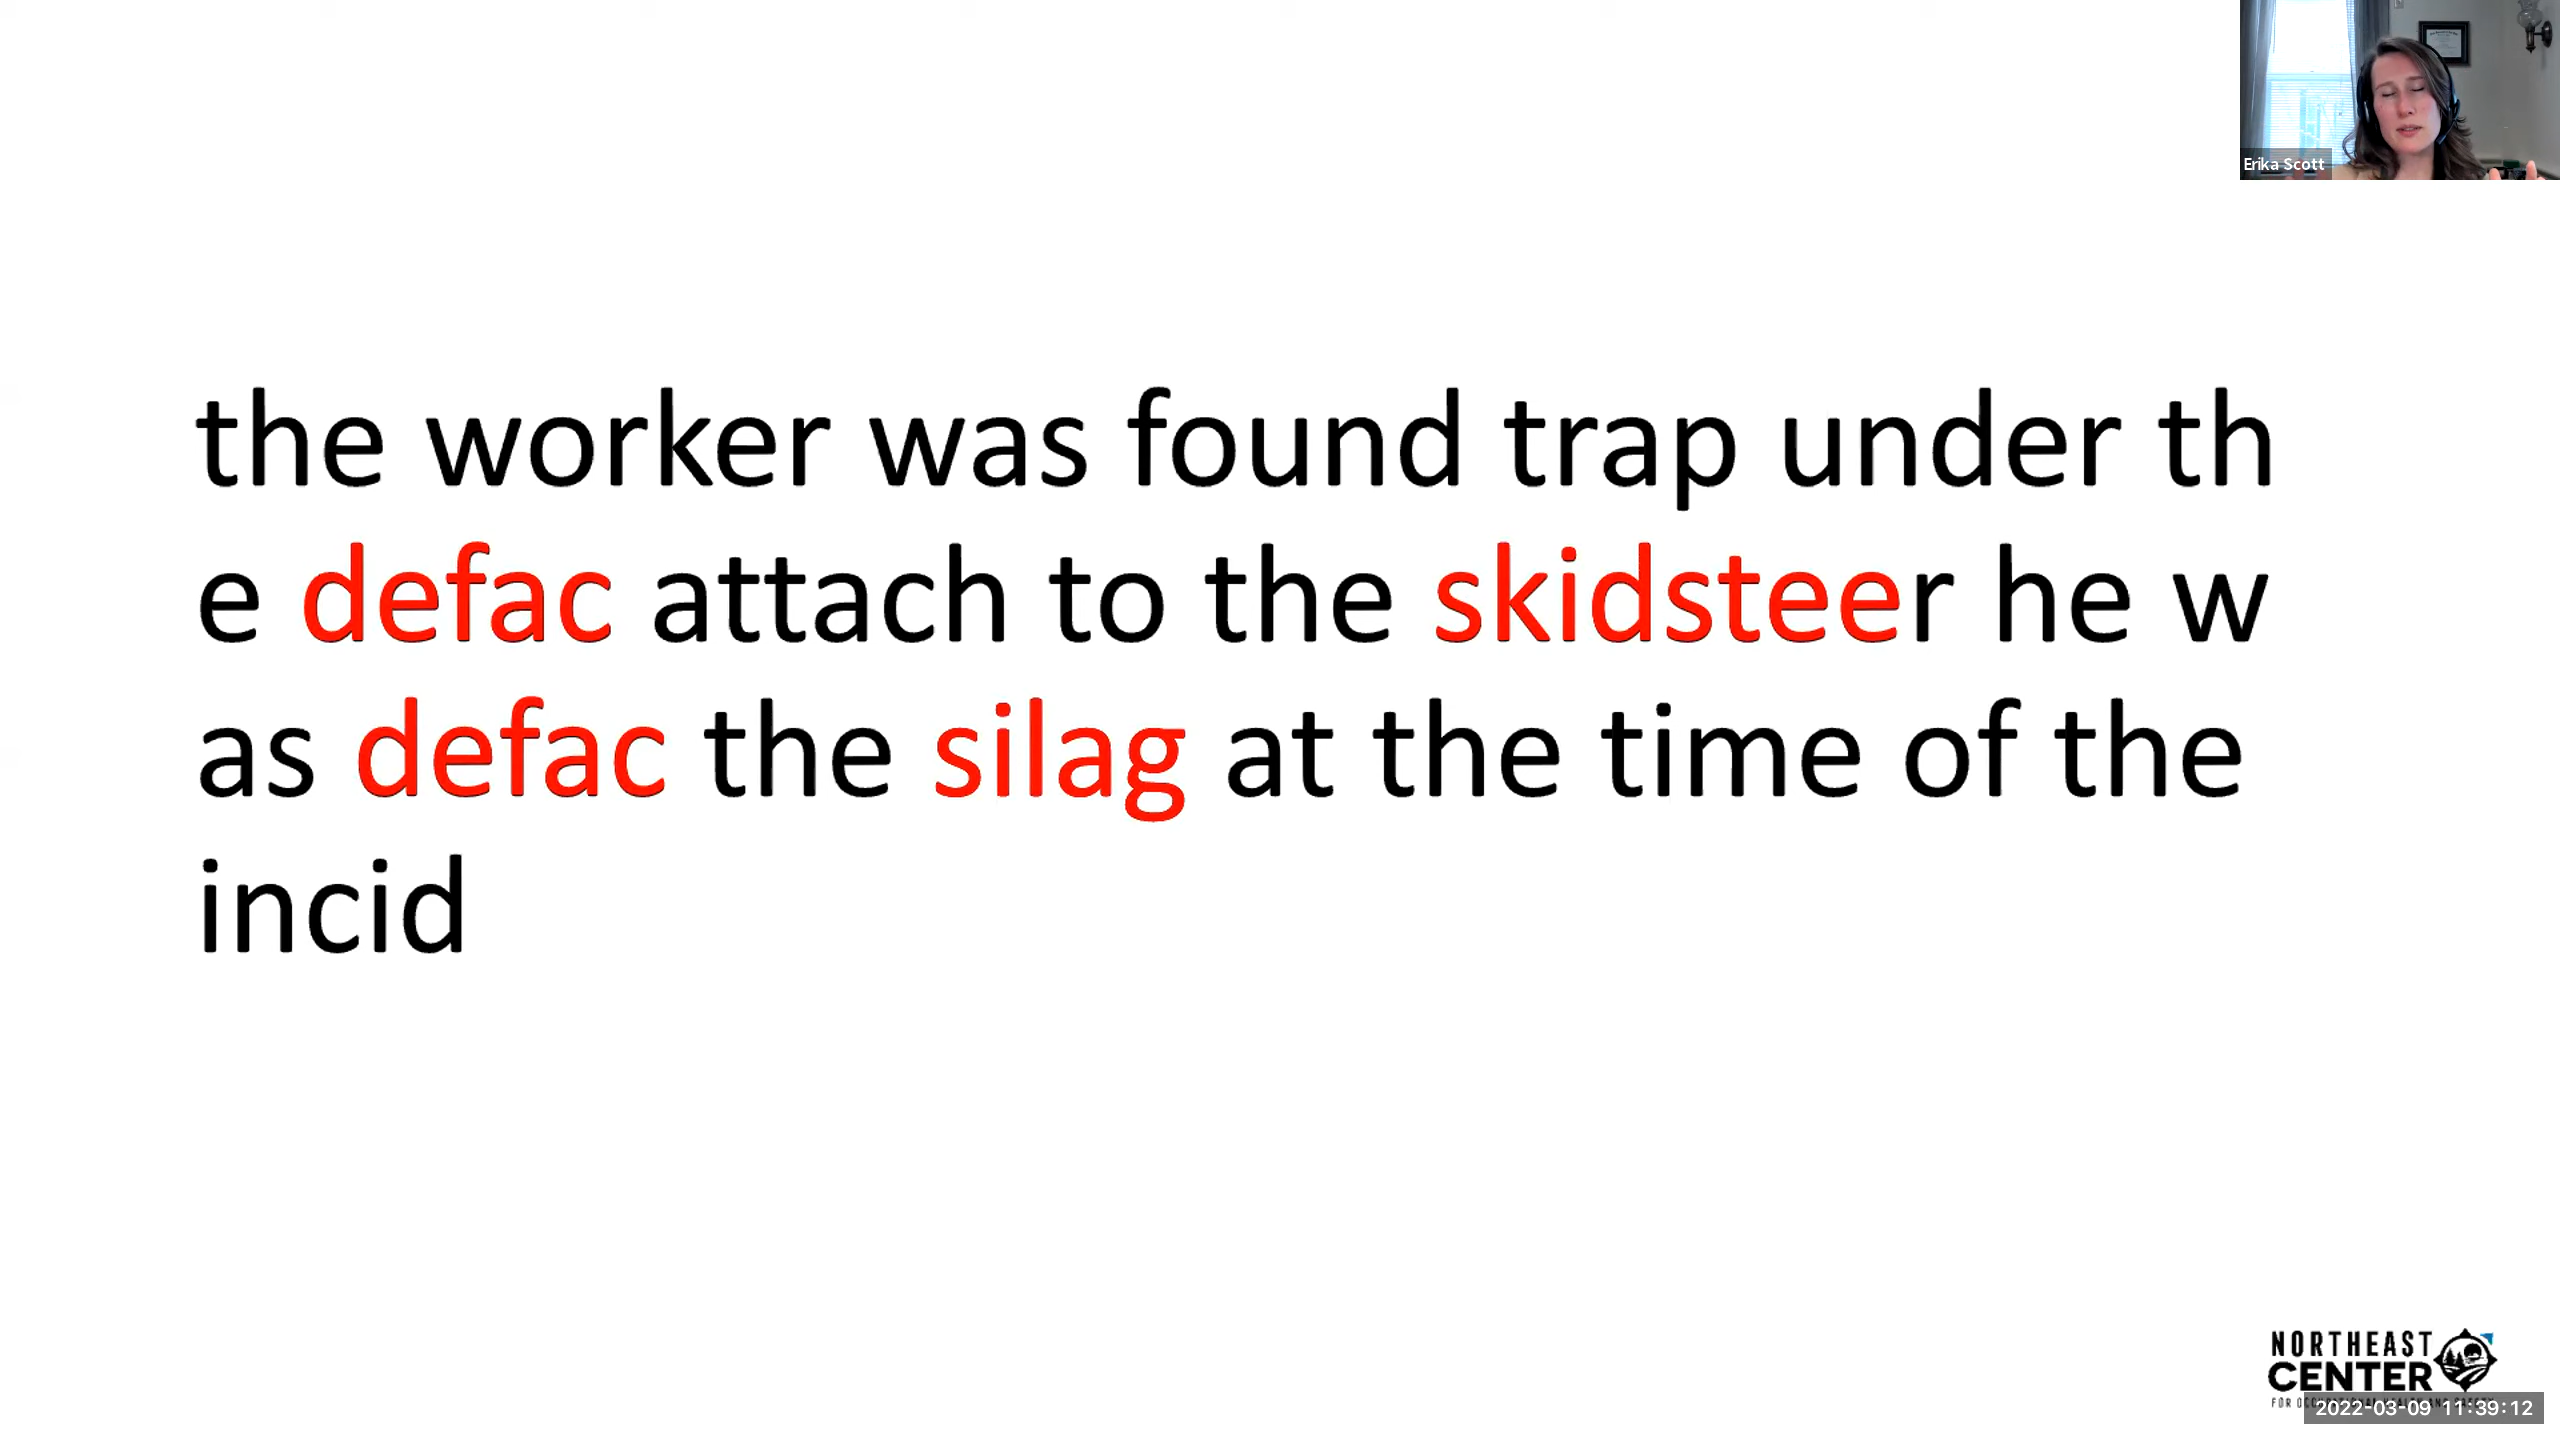 Erika Scott
the worker was found trap under th
e defac attach to the skidsteer he w
as defac the silag at the time of the
incid
NORTHEAST
CENTER
2022-03-09 11:39:12